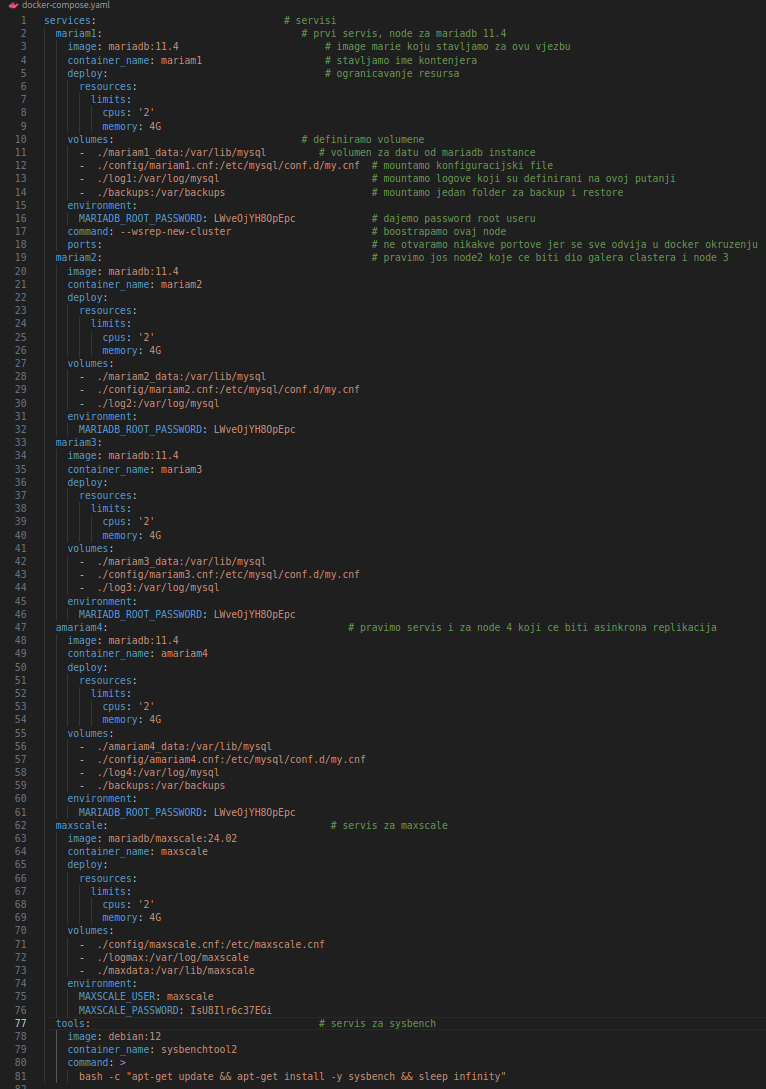 docker-compose.yaml
1 services: # servisi
2 mariam1: # prvi servis, node za mariadb 11.4
3 image: mariadb:11.4 # image marie koju stavljamo za ovu vjezbu
4 container_name: mariam1 # stavljamo ime kontenjera
5 deploy: # ogranicavanje resursa
6 resources:
7 limits:
8 cpus: '2'
9 memory: 4G
10 volumes: # definiramo volumene
11 - ./mariam1_data:/var/lib/mysql # volumen za datu od mariadb instance
12 - ./config/mariam1.cnf:/etc/mysql/conf.d/my.cnf # mountamo konfiguracijski file
13 - ./log1:/var/log/mysql # mountamo logove koji su definirani na ovoj putanji
14 - ./backups:/var/backups # mountamo jedan folder za backup i restore
15 environment:
16 MARIADB_ROOT_PASSWORD: LWveOjYH8OpEpc # dajemo password root useru
17 command: --wsrep-new-cluster # boostrapamo ovaj node
18 ports: # ne otvaramo nikakve portove jer se sve odvija u docker okruzenju
19 mariam2: # pravimo jos node2 koje ce biti dio galera clastera i node 3
20 image: mariadb:11.4
21 container_name: mariam2
22 deploy:
23 resources:
24 limits:
25 cpus: '2'
26 memory: 4G
27 volumes:
28 - ./mariam2_data:/var/lib/mysql
29 - ./config/mariam2.cnf:/etc/mysql/conf.d/my.cnf
30 - ./log2:/var/log/mysql
31 environment:
32 MARIADB_ROOT_PASSWORD: LWveOjYH8OpEpc
33 mariam3:
34 image: mariadb:11.4
35 container_name: mariam3
36 deploy:
37 resources:
38 limits:
39 cpus: '2'
40 memory: 4G
41 volumes:
42 - ./mariam3_data:/var/lib/mysql
43 - ./config/mariam3.cnf:/etc/mysql/conf.d/my.cnf
44 - ./log3:/var/log/mysql
45 environment:
46 MARIADB_ROOT_PASSWORD: LWveOjYH8OpEpc
47 amariam4: # pravimo servis i za node 4 koji ce biti asinkrona replikacija
48 image: mariadb:11.4
49 container_name: amariam4
50 deploy:
51 resources:
52 limits:
53 cpus: '2'
54 memory: 4G
55 volumes:
56 - ./amariam4_data:/var/lib/mysql
57 - ./config/amariam4.cnf:/etc/mysql/conf.d/my.cnf
58 - ./log4:/var/log/mysql
59 - ./backups:/var/backups
60 environment:
61 MARIADB_ROOT_PASSWORD: LWveOjYH8OpEpc
62 maxscale: # servis za maxscale
63 image: mariadb/maxscale:24.02
64 container_name: maxscale
65 deploy:
66 resources:
67 limits:
68 cpus: '2'
69 memory: 4G
70 volumes:
71 - ./config/maxscale.cnf:/etc/maxscale.cnf
72 - ./logmax:/var/log/maxscale
73 - ./maxdata:/var/lib/maxscale
74 environment:
75 MAXSCALE_USER: maxscale
76 MAXSCALE_PASSWORD: IsU8Ilr6c37EGi
77 tools: # servis za sysbench
78 image: debian:12
79 container_name: sysbenchtool2
80 command: >
81 bash -c "apt-get update && apt-get install -y sysbench && sleep infinity"
82